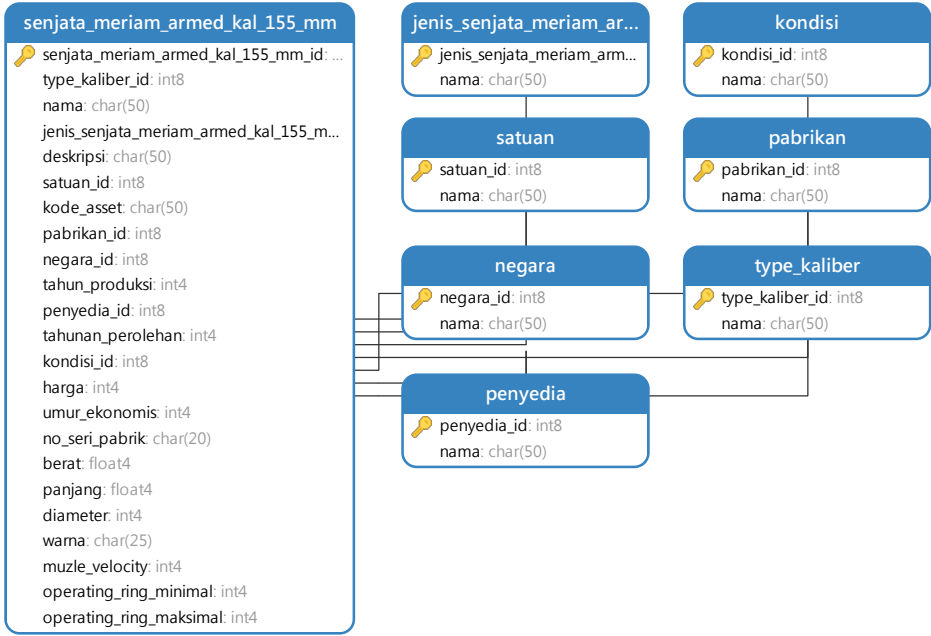 senjata_meriam_armed_kal_155_mm
senjata_meriam_armed_kal_155_mm_id: ...
type_kaliber_id: int8
nama: char(50)
jenis_senjata_meriam_armed_kal_155_m...
deskripsi: char(50)
satuan_id: int8
kode_asset: char(50)
pabrikan_id: int8
negara_id: int8
tahun_produksi: int4
penyedia_id: int8
tahunan_perolehan: int4
kondisi_id: int8
harga: int4
umur_ekonomis: int4
no_seri_pabrik: char(20)
berat: float4
panjang: float4
diameter: int4
warna: char(25)
muzle_velocity: int4
operating_ring_minimal: int4
operating_ring_maksimal: int4
jenis_senjata_meriam_ar...
jenis_senjata_meriam_arm...
nama: char(50)
kondisi
kondisi_id: int8
nama: char(50)
satuan
satuan_id: int8
nama: char(50)
pabrikan
pabrikan_id: int8
nama: char(50)
negara
negara_id: int8
nama: char(50)
type_kaliber
type_kaliber_id: int8
nama: char(50)
penyedia
penyedia_id: int8
nama: char(50)